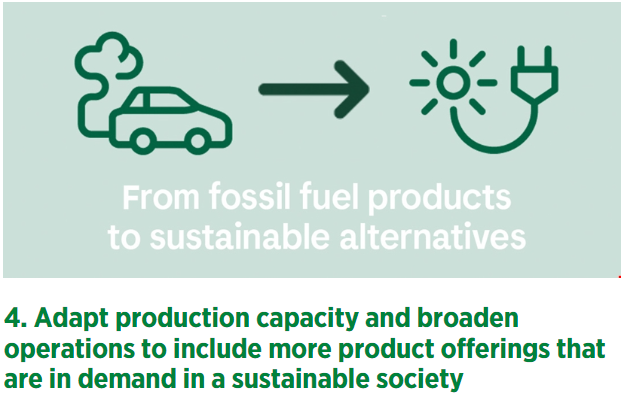 From fossil fuel products
to sustainable alternatives
4. Adapt production capacity and broaden
operations to include more product offerings that
are in demand in a sustainable society